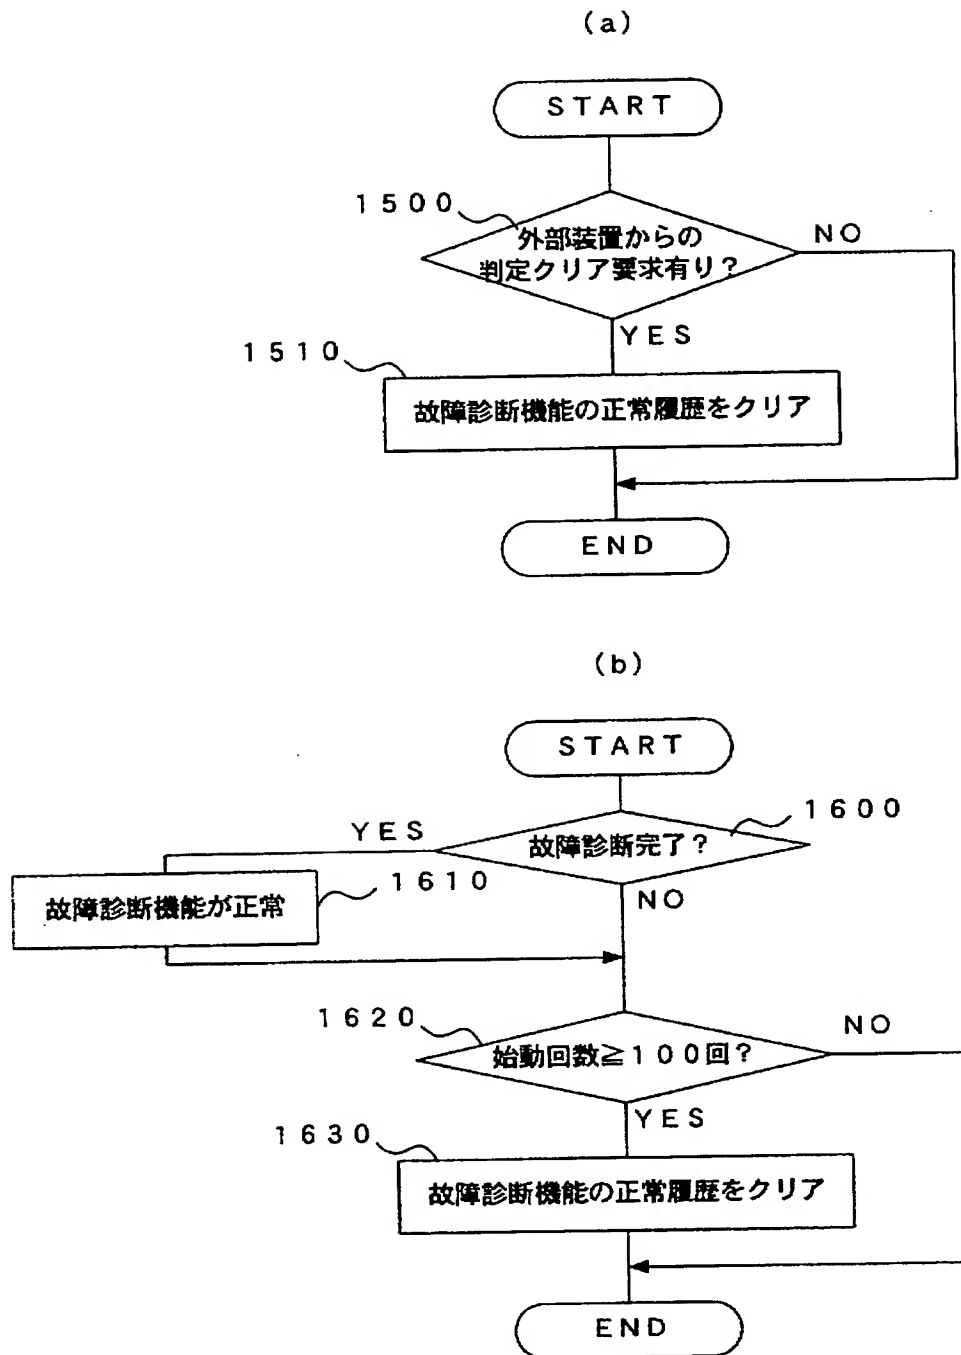 (a)
START
1500
外部装置からの
判定クリア要求有り？
NO
YES
1510
故障診断機能の正常履歴をクリア
END
(b)
START
1600
故障診断完了？
YES
NO
1610
故障診断機能が正常
1620
始動回数≧100回？
NO
YES
1630
故障診断機能の正常履歴をクリア
END